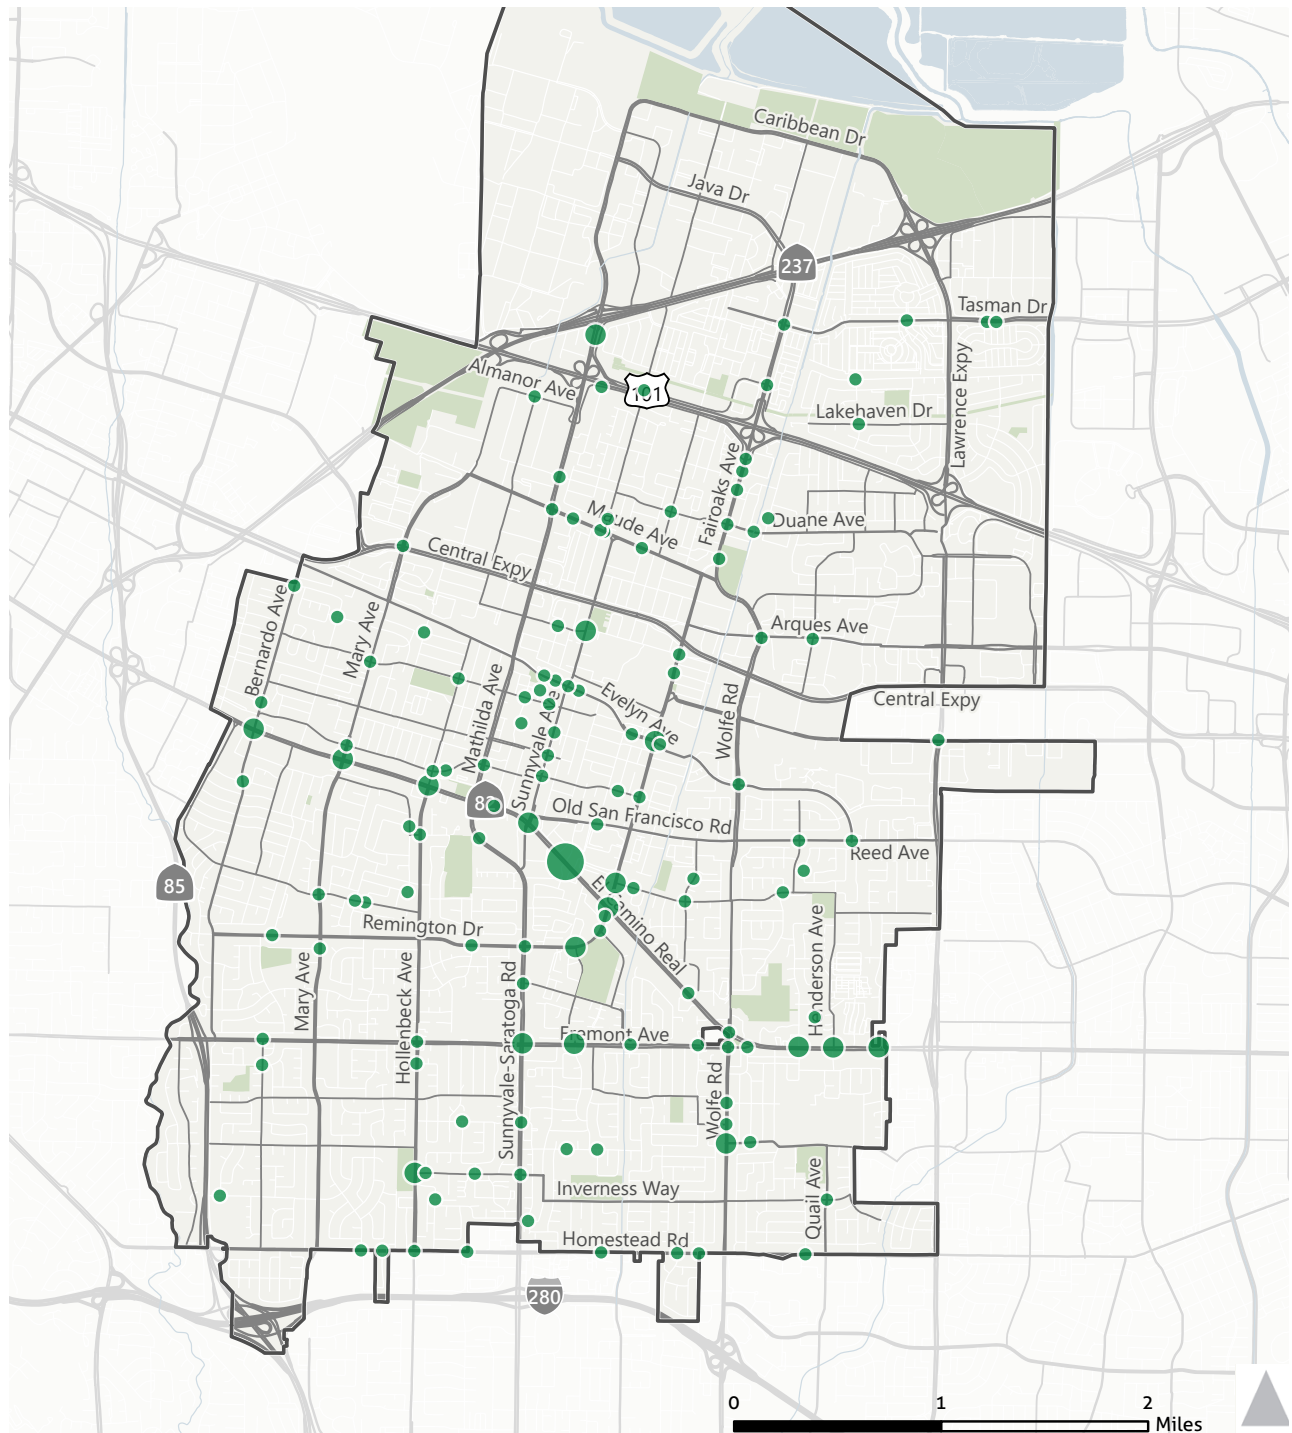 Caribbean Dr
Java Dr
237
Tasman Dr
Almanor Ave
101
Lakehaven Dr
Lawrence Expy
Fairoaks Ave
Maude Ave
Duane Ave
Central Expy
Bernardo Ave
Mary Ave
Arques Ave
Evelyn Ave
Mathilda Ave
Sunnyvale Ave
Wolfe Rd
Central Expy
Old San Francisco Rd
Reed Ave
85
El Camino Real
Remington Dr
Henderson Ave
Mary Ave
Hollenbeck Ave
Sunnyvale-Saratoga Rd
Fremont Ave
Wolfe Rd
Inverness Way
Quail Ave
Homestead Rd
280
0 1 2
Miles